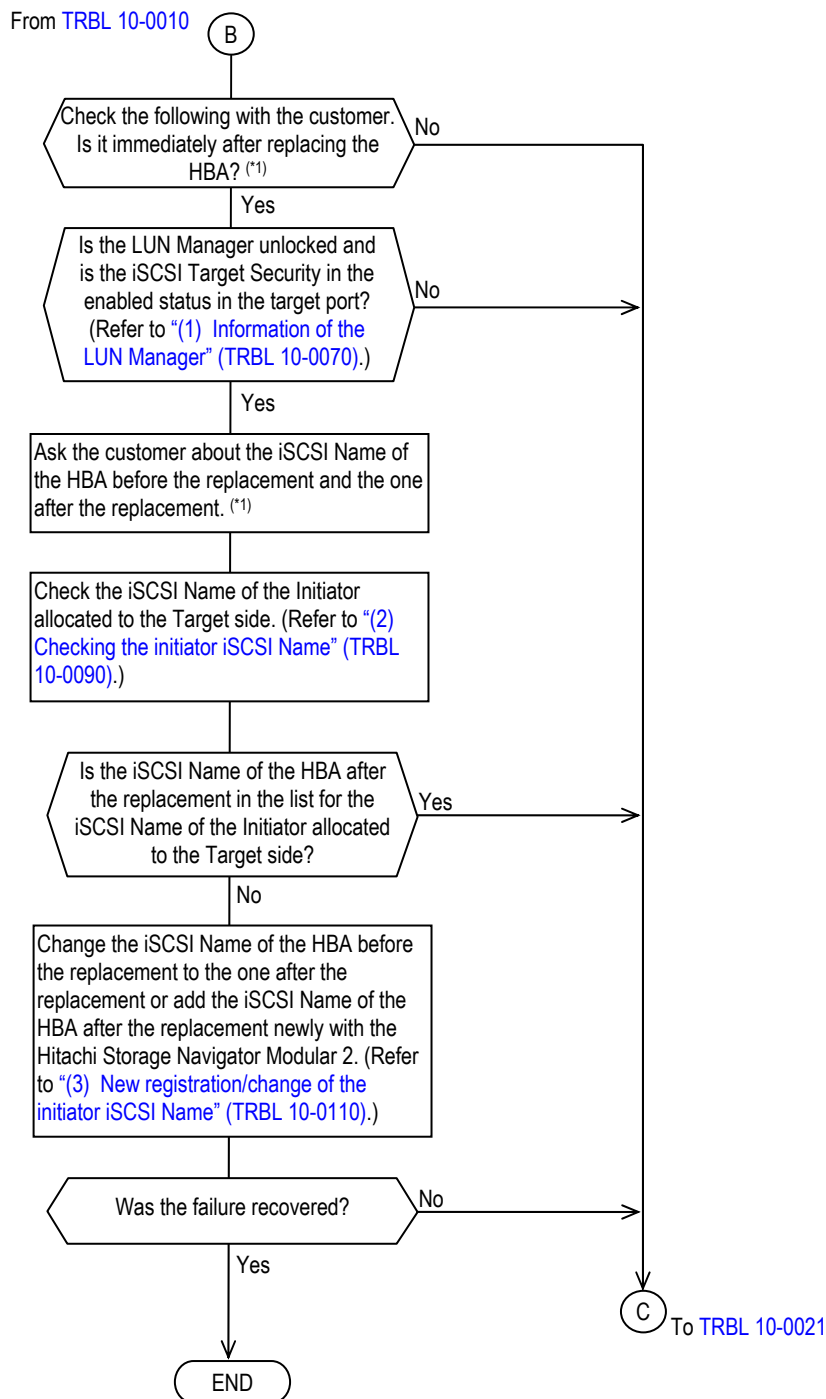 From TRBL 10-0010
B
Check the following with the customer.
Is it immediately after replacing the
HBA? (*1)
No
Yes
Is the LUN Manager unlocked and
is the iSCSI Target Security in the
enabled status in the target port?
(Refer to “(1) Information of the
LUN Manager” (TRBL 10-0070).)
No
Yes
Ask the customer about the iSCSI Name of
the HBA before the replacement and the one
after the replacement. (*1)
Check the iSCSI Name of the Initiator
allocated to the Target side. (Refer to “(2)
Checking the initiator iSCSI Name” (TRBL
10-0090).)
Is the iSCSI Name of the HBA after
the replacement in the list for the
iSCSI Name of the Initiator allocated
to the Target side?
Yes
No
Change the iSCSI Name of the HBA before
the replacement to the one after the
replacement or add the iSCSI Name of the
HBA after the replacement newly with the
Hitachi Storage Navigator Modular 2. (Refer
to “(3) New registration/change of the
initiator iSCSI Name” (TRBL 10-0110).)
Was the failure recovered?
No
Yes
C
To TRBL 10-0021
END